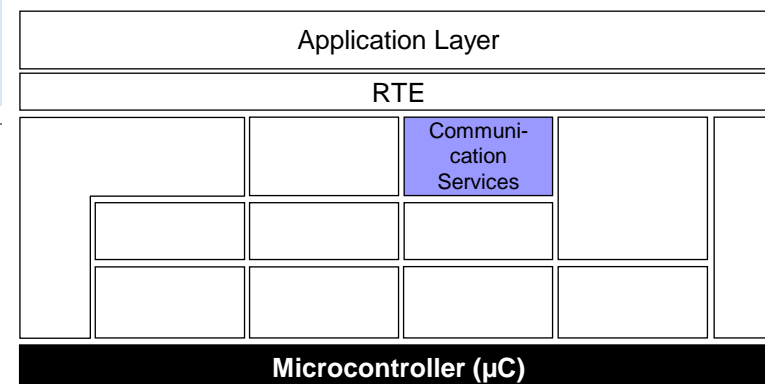 Application Layer
RTE
Communi-
cation
Services
Microcontroller (µC)